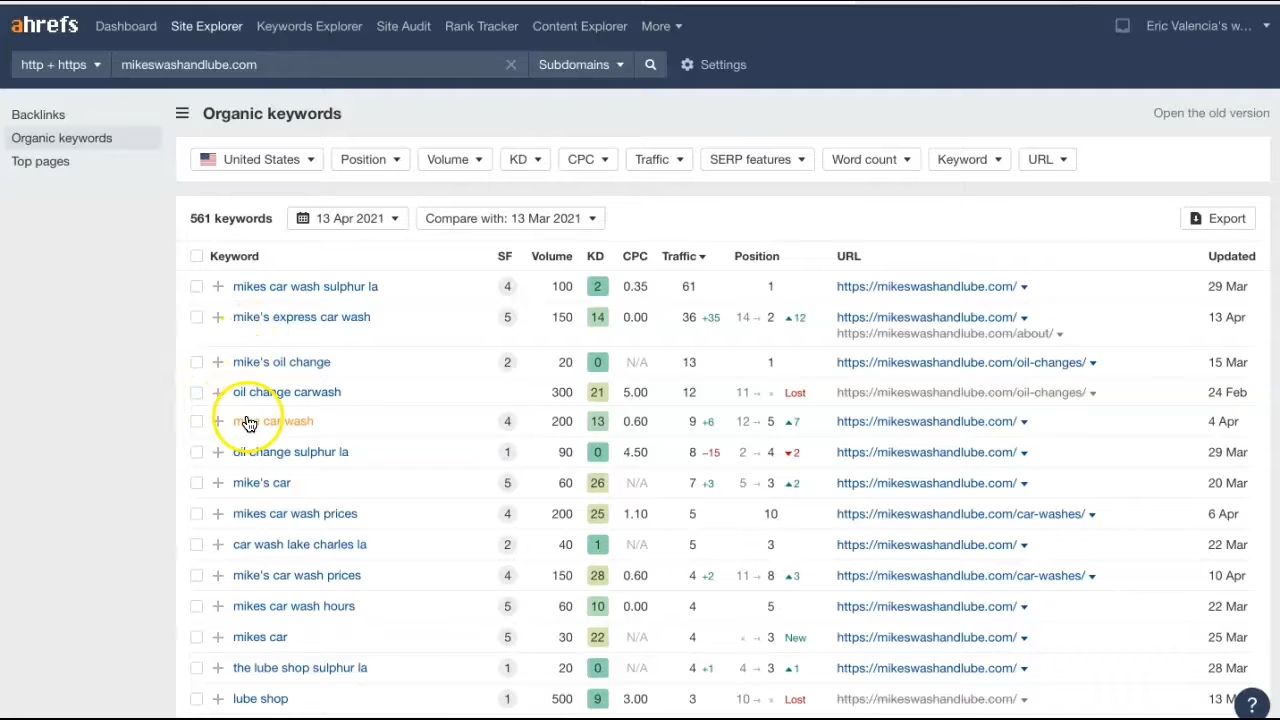 ahrefs Dashboard Site Explorer Keywords Explorer Site Audit Rank Tracker Content Explorer More Eric Valencia's w...
http + https mikeswashandlube.com Subdomains Settings
Backlinks
Organic keywords
Top pages
Organic keywords Open the old version
United States Position Volume KD CPC Traffic SERP features Word count Keyword URL
561 keywords 13 Apr 2021 Compare with: 13 Mar 2021 Export
Keyword SF Volume KD CPC Traffic Position URL Updated
mikes car wash sulphur la 4 100 2 0.35 61 1 https://mikeswashandlube.com/ 29 Mar
mike's express car wash 5 150 14 0.00 36 +35 14 → 2 12 https://mikeswashandlube.com/ 13 Apr
https://mikeswashandlube.com/about/
mike's oil change 2 20 0 N/A 13 1 https://mikeswashandlube.com/oil-changes/ 15 Mar
oil change carwash 300 21 5.00 12 11 → × Lost https://mikeswashandlube.com/oil-changes/ 24 Feb
mike car wash 4 200 13 0.60 9 +6 12 → 5 7 https://mikeswashandlube.com/ 4 Apr
oil change sulphur la 1 90 0 4.50 8 −15 2 → 4 2 https://mikeswashandlube.com/ 29 Mar
mike's car 5 60 26 N/A 7 +3 5 → 3 2 https://mikeswashandlube.com/ 20 Mar
mikes car wash prices 4 200 25 1.10 5 10 https://mikeswashandlube.com/car-washes/ 6 Apr
car wash lake charles la 2 40 1 N/A 5 3 https://mikeswashandlube.com/ 22 Mar
mike's car wash prices 4 150 28 0.60 4 +2 11 → 8 3 https://mikeswashandlube.com/car-washes/ 10 Apr
mikes car wash hours 5 60 10 0.00 4 5 https://mikeswashandlube.com/ 22 Mar
mikes car 5 30 22 N/A 4 × → 3 New https://mikeswashandlube.com/ 25 Mar
the lube shop sulphur la 1 20 0 N/A 4 +1 4 → 3 1 https://mikeswashandlube.com/ 28 Mar
lube shop 1 500 9 3.00 3 10 → × Lost https://mikeswashandlube.com/ 13
?